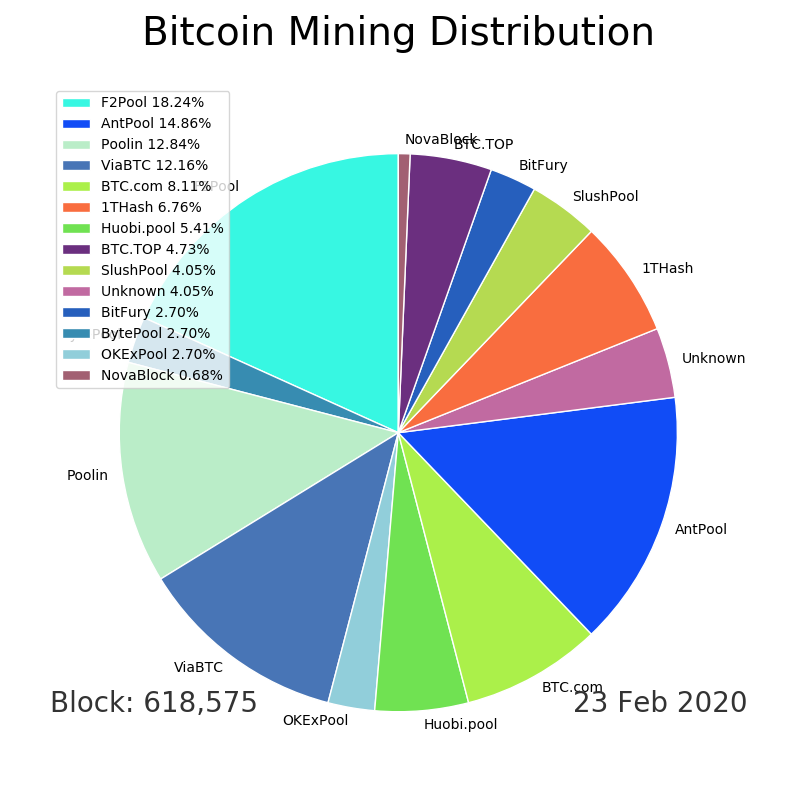 Bitcoin Mining Distribution
F2Pool 18.24%
AntPool 14.86%
Poolin 12.84%
ViaBTC 12.16%
BTC.com 8.11%
1THash 6.76%
Huobi.pool 5.41%
BTC.TOP 4.73%
SlushPool 4.05%
Unknown 4.05%
BitFury 2.70%
BytePool 2.70%
OKExPool 2.70%
NovaBlock 0.68%
NovaBlock
BTC.TOP
BitFury
SlushPool
1THash
Unknown
AntPool
BTC.com
Huobi.pool
OKExPool
ViaBTC
Poolin
Block: 618,575
23 Feb 2020